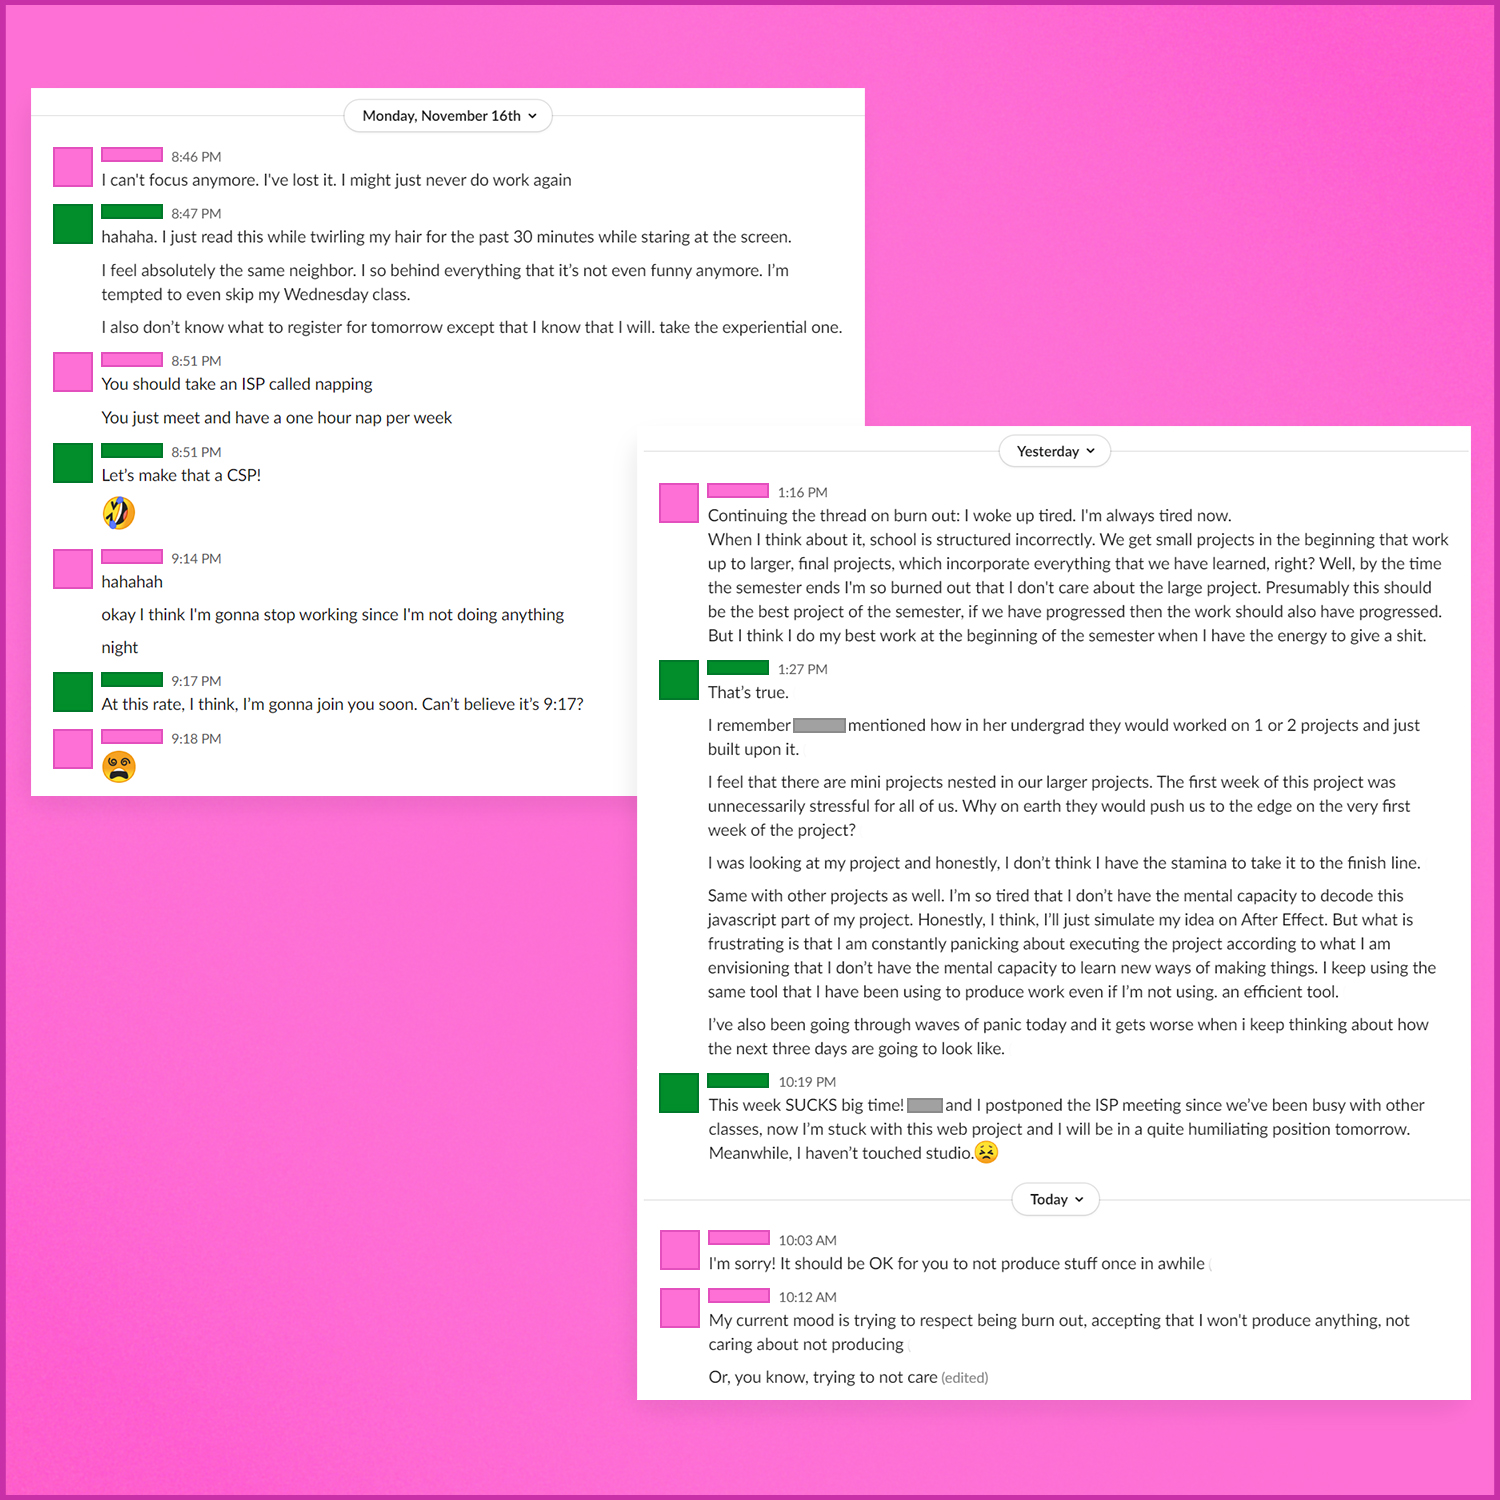 Monday, November 16th
8:46 PM
I can't focus anymore. I've lost it. I might just never do work again
8:47 PM
hahaha. I just read this while twirling my hair for the past 30 minutes while staring at the screen.
I feel absolutely the same neighbor. I so behind everything that it’s not even funny anymore. I’m
tempted to even skip my Wednesday class.
I also don’t know what to register for tomorrow except that I know that I will. take the experiential one.
8:51 PM
You should take an ISP called napping
You just meet and have a one hour nap per week
8:51 PM
Let’s make that a CSP!
9:14 PM
hahahah
okay I think I'm gonna stop working since I'm not doing anything
night
9:17 PM
At this rate, I think, I’m gonna join you soon. Can’t believe it’s 9:17?
9:18 PM
Yesterday
1:16 PM
Continuing the thread on burn out: I woke up tired. I'm always tired now.
When I think about it, school is structured incorrectly. We get small projects in the beginning that work
up to larger, final projects, which incorporate everything that we have learned, right? Well, by the time
the semester ends I'm so burned out that I don't care about the large project. Presumably this should
be the best project of the semester, if we have progressed then the work should also have progressed.
But I think I do my best work at the beginning of the semester when I have the energy to give a shit.
1:27 PM
That’s true.
I remember mentioned how in her undergrad they would worked on 1 or 2 projects and just
built upon it.
I feel that there are mini projects nested in our larger projects. The first week of this project was
unnecessarily stressful for all of us. Why on earth they would push us to the edge on the very first
week of the project?
I was looking at my project and honestly, I don’t think I have the stamina to take it to the finish line.
Same with other projects as well. I’m so tired that I don’t have the mental capacity to decode this
javascript part of my project. Honestly, I think, I’ll just simulate my idea on After Effect. But what is
frustrating is that I am constantly panicking about executing the project according to what I am
envisioning that I don’t have the mental capacity to learn new ways of making things. I keep using the
same tool that I have been using to produce work even if I’m not using. an efficient tool.
I’ve also been going through waves of panic today and it gets worse when i keep thinking about how
the next three days are going to look like.
10:19 PM
This week SUCKS big time! and I postponed the ISP meeting since we’ve been busy with other
classes, now I’m stuck with this web project and I will be in a quite humiliating position tomorrow.
Meanwhile, I haven’t touched studio.
Today
10:03 AM
I'm sorry! It should be OK for you to not produce stuff once in awhile
10:12 AM
My current mood is trying to respect being burn out, accepting that I won't produce anything, not
caring about not producing
Or, you know, trying to not care (edited)